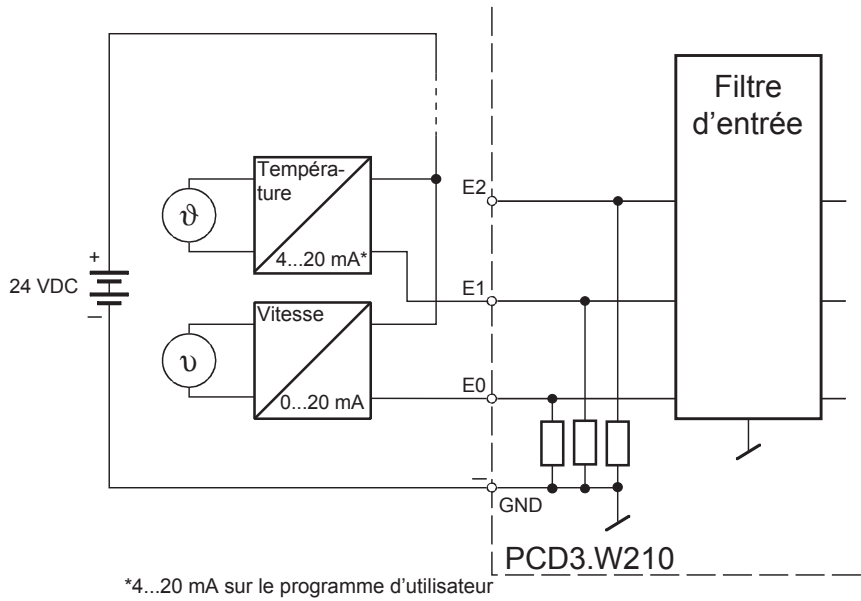 Filtre
d'entrée
Températ-
ture
ϑ
4...20 mA*
E2
+
24 VDC
–
E1
Vitesse
υ
0...20 mA
E0
–
GND
PCD3.W210
*4...20 mA sur le programme d'utilisateur